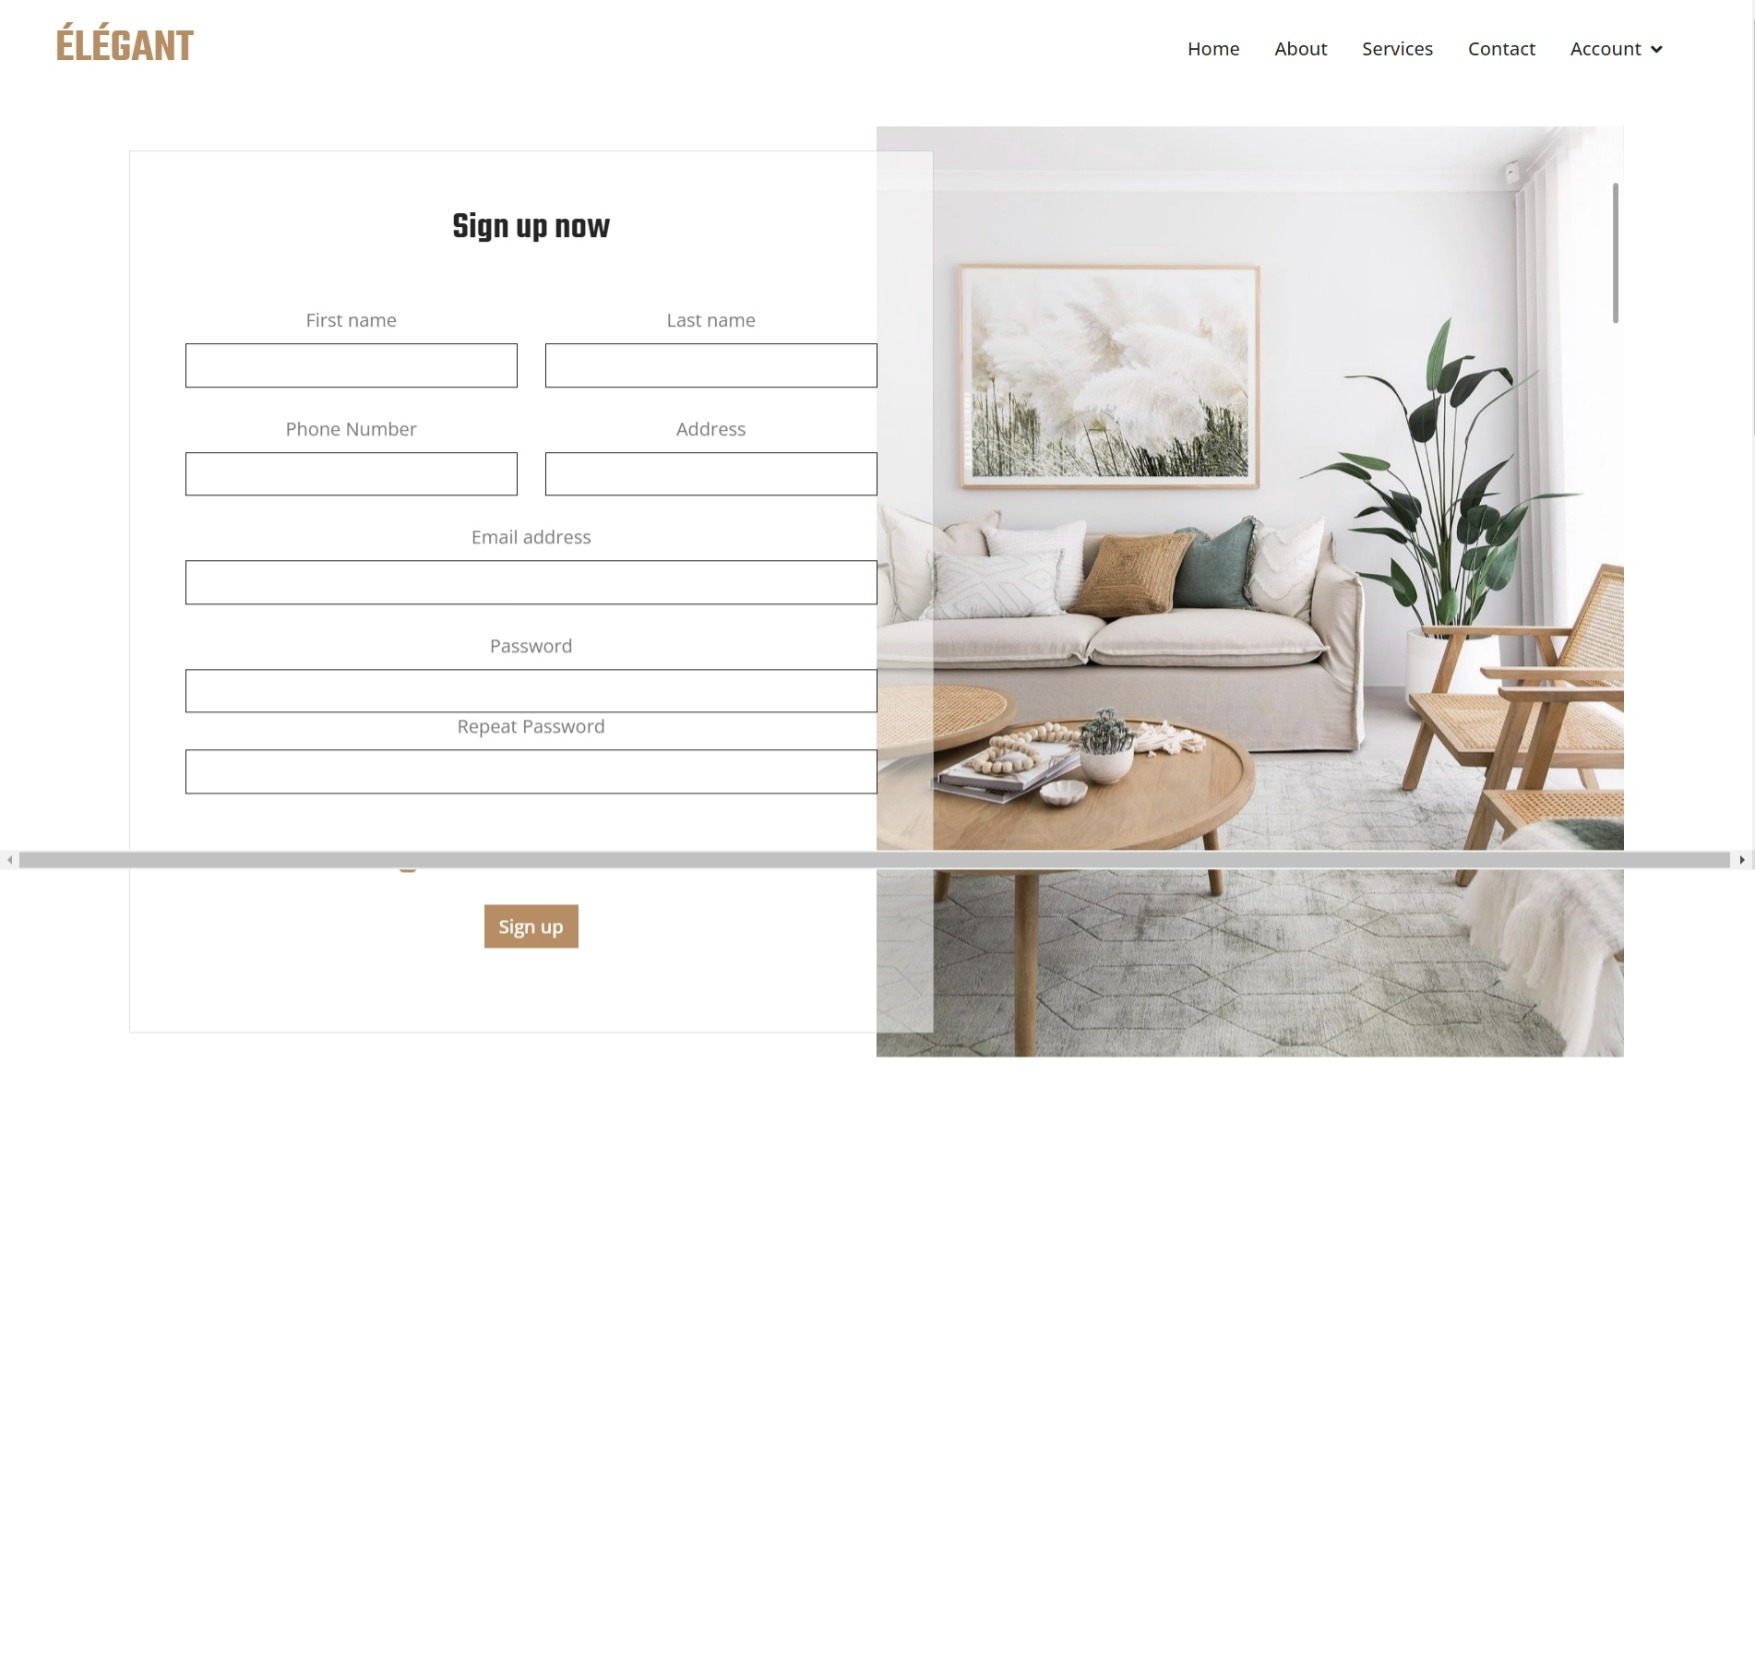 ÉLÉGANT
Home About Services Contact Account
Sign up now
First name Last name
Phone Number Address
Email address
Password
Repeat Password
Sign up